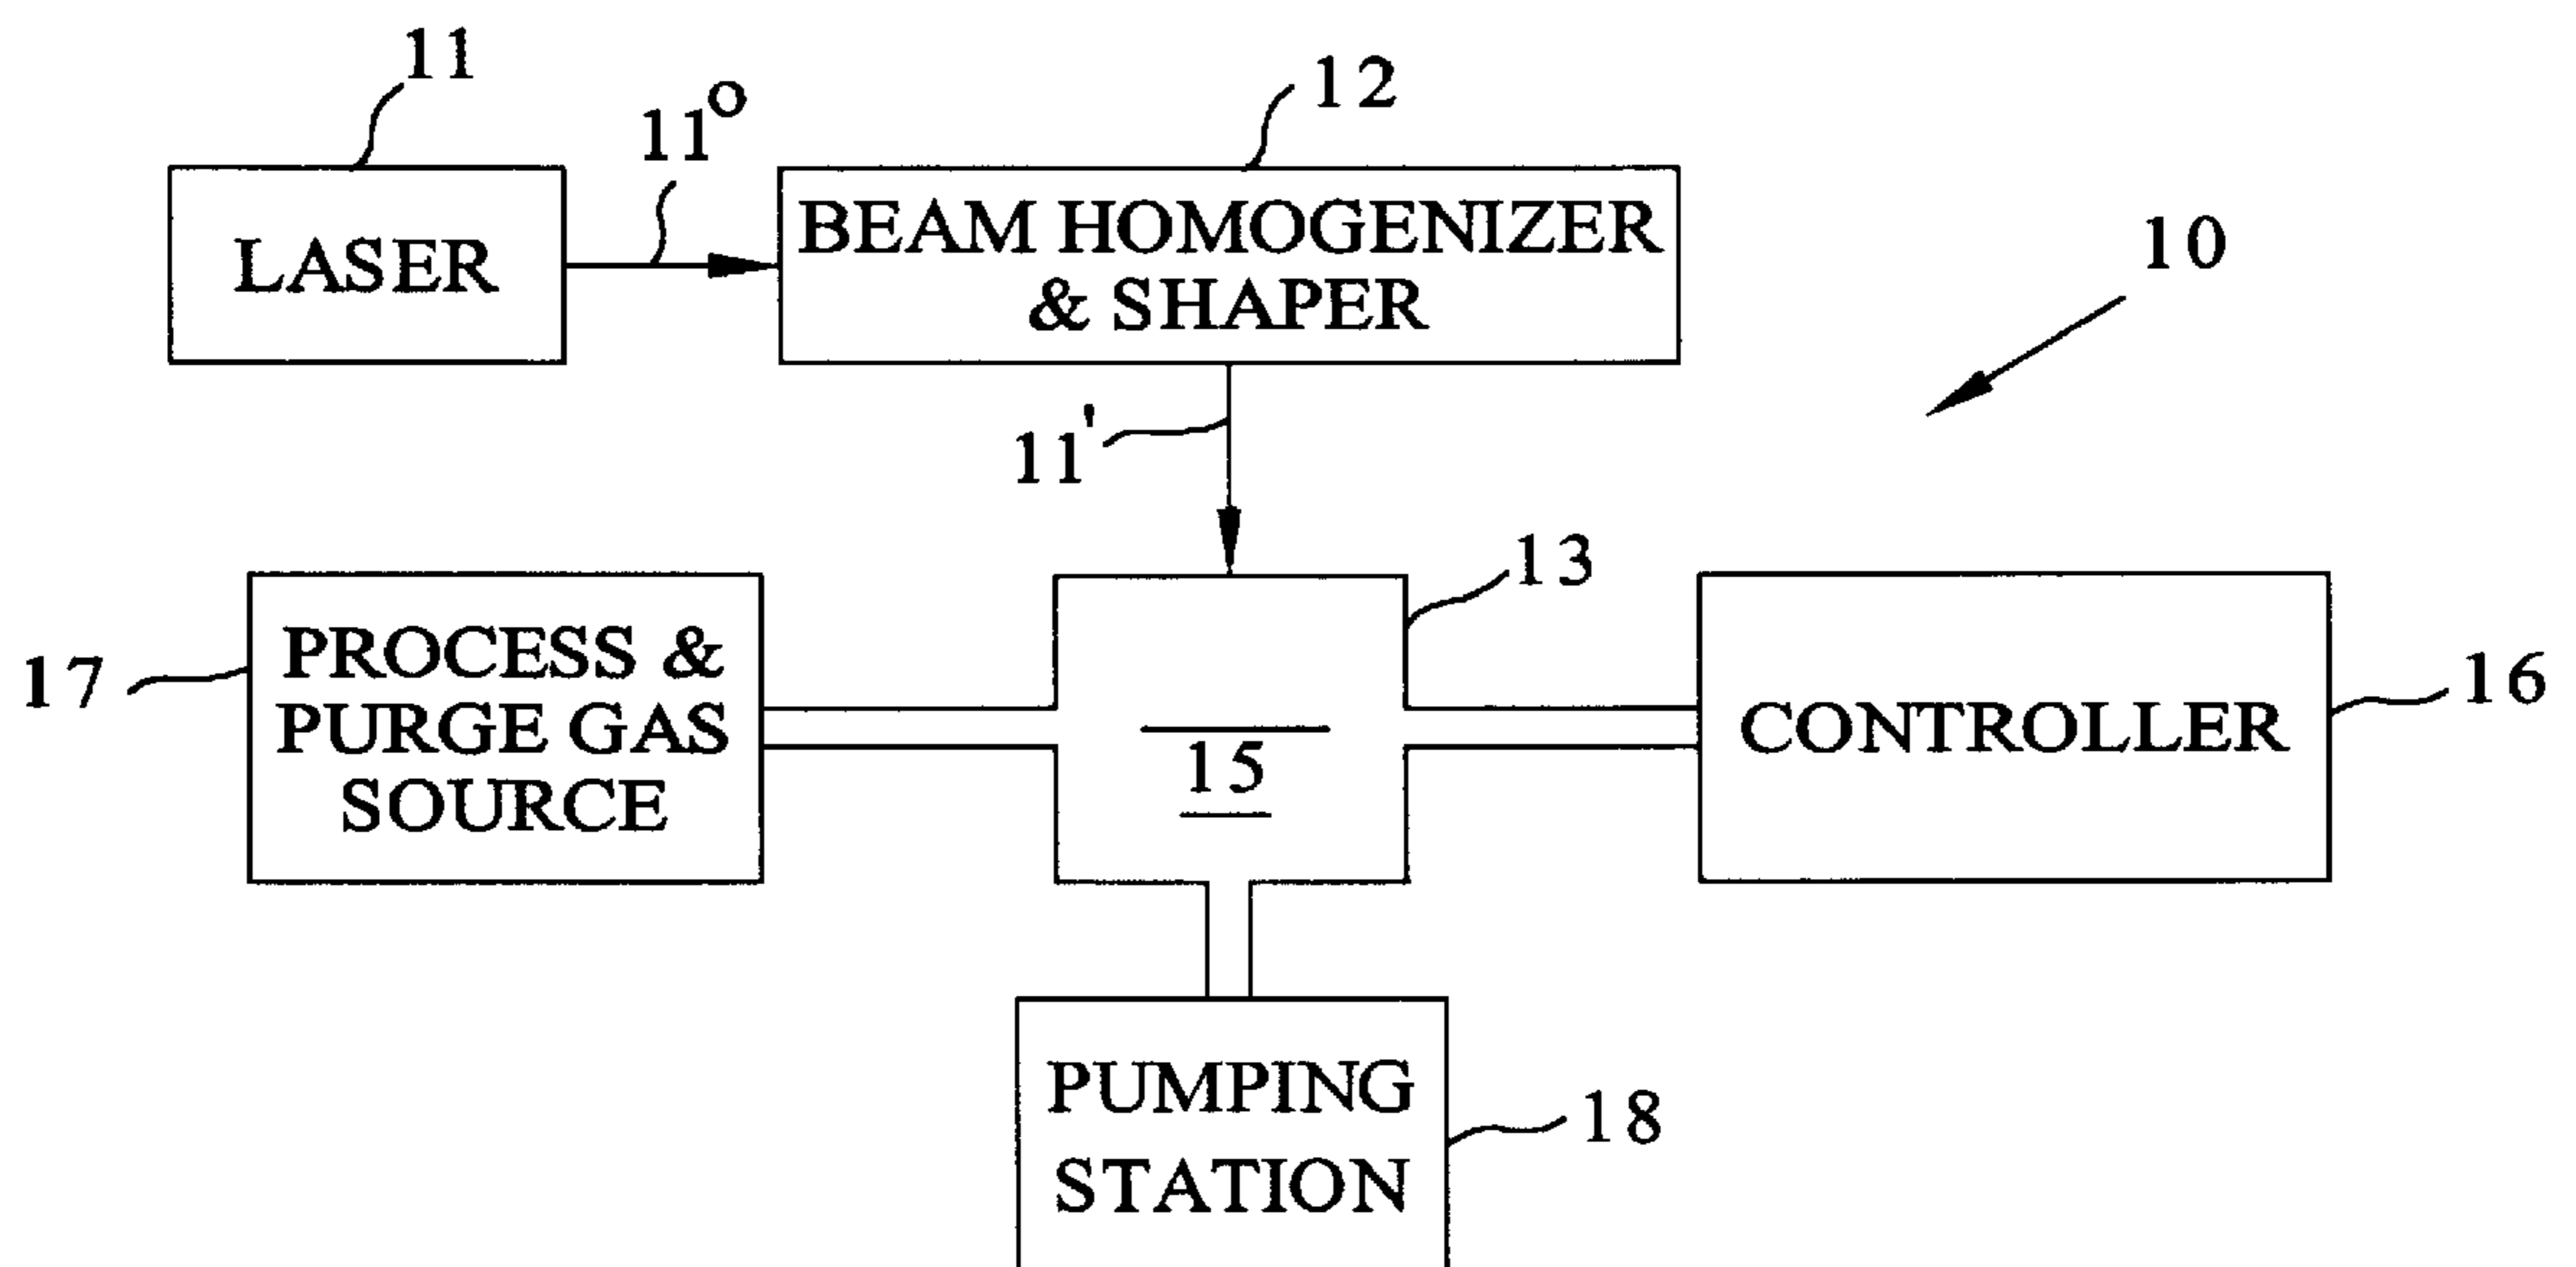 11
11°
12
LASER
BEAM HOMOGENIZER
& SHAPER
10
11'
13
17
PROCESS &
PURGE GAS
SOURCE
15
CONTROLLER
16
PUMPING
STATION
18